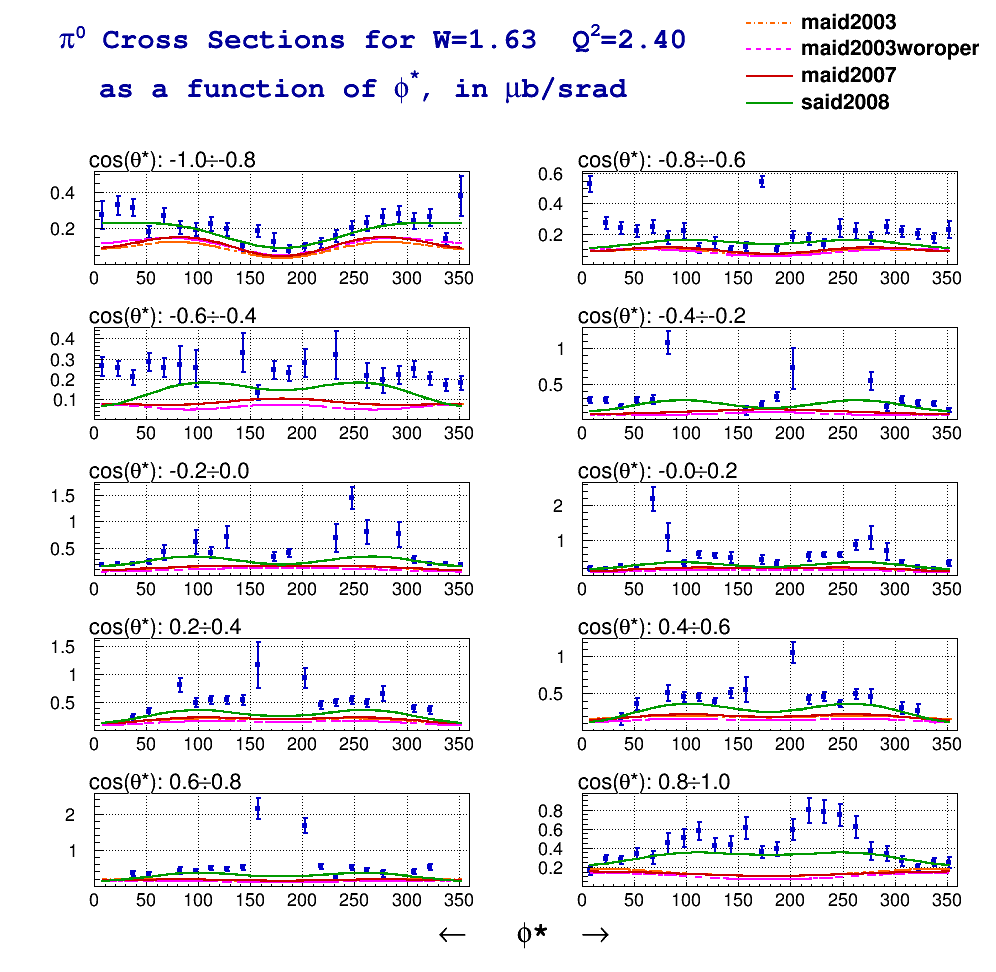 π⁰ Cross Sections for W=1.63 Q²=2.40
as a function of ϕ*, in μb/srad
maid2003
maid2003woroper
maid2007
said2008
cos(θ*): -1.0÷-0.8
0.4
0.2
0 50 100 150 200 250 300 350
cos(θ*): -0.8÷-0.6
0.6
0.4
0.2
0 50 100 150 200 250 300 350
cos(θ*): -0.6÷-0.4
0.4
0.3
0.2
0.1
0 50 100 150 200 250 300 350
cos(θ*): -0.4÷-0.2
1
0.5
0 50 100 150 200 250 300 350
cos(θ*): -0.2÷0.0
1.5
1
0.5
0 50 100 150 200 250 300 350
cos(θ*): -0.0÷0.2
2
1
0 50 100 150 200 250 300 350
cos(θ*): 0.2÷0.4
1.5
1
0.5
0 50 100 150 200 250 300 350
cos(θ*): 0.4÷0.6
1
0.5
0 50 100 150 200 250 300 350
cos(θ*): 0.6÷0.8
2
1
0 50 100 150 200 250 300 350
cos(θ*): 0.8÷1.0
0.8
0.6
0.4
0.2
0 50 100 150 200 250 300 350
← ϕ* →